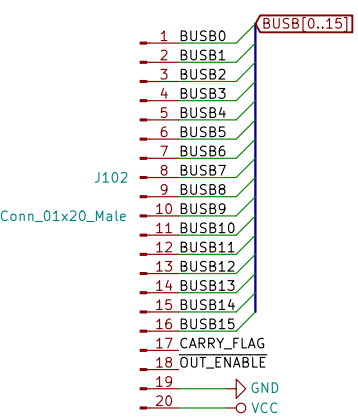 BUSB[0..15]
1 BUSB0
2 BUSB1
3 BUSB2
4 BUSB3
5 BUSB4
6 BUSB5
7 BUSB6
J102
8 BUSB7
9 BUSB8
Conn_01x20_Male
10 BUSB9
11 BUSB10
12 BUSB11
13 BUSB12
14 BUSB13
15 BUSB14
16 BUSB15
17 CARRY_FLAG
18 OUT_ENABLE
19 GND
20 VCC